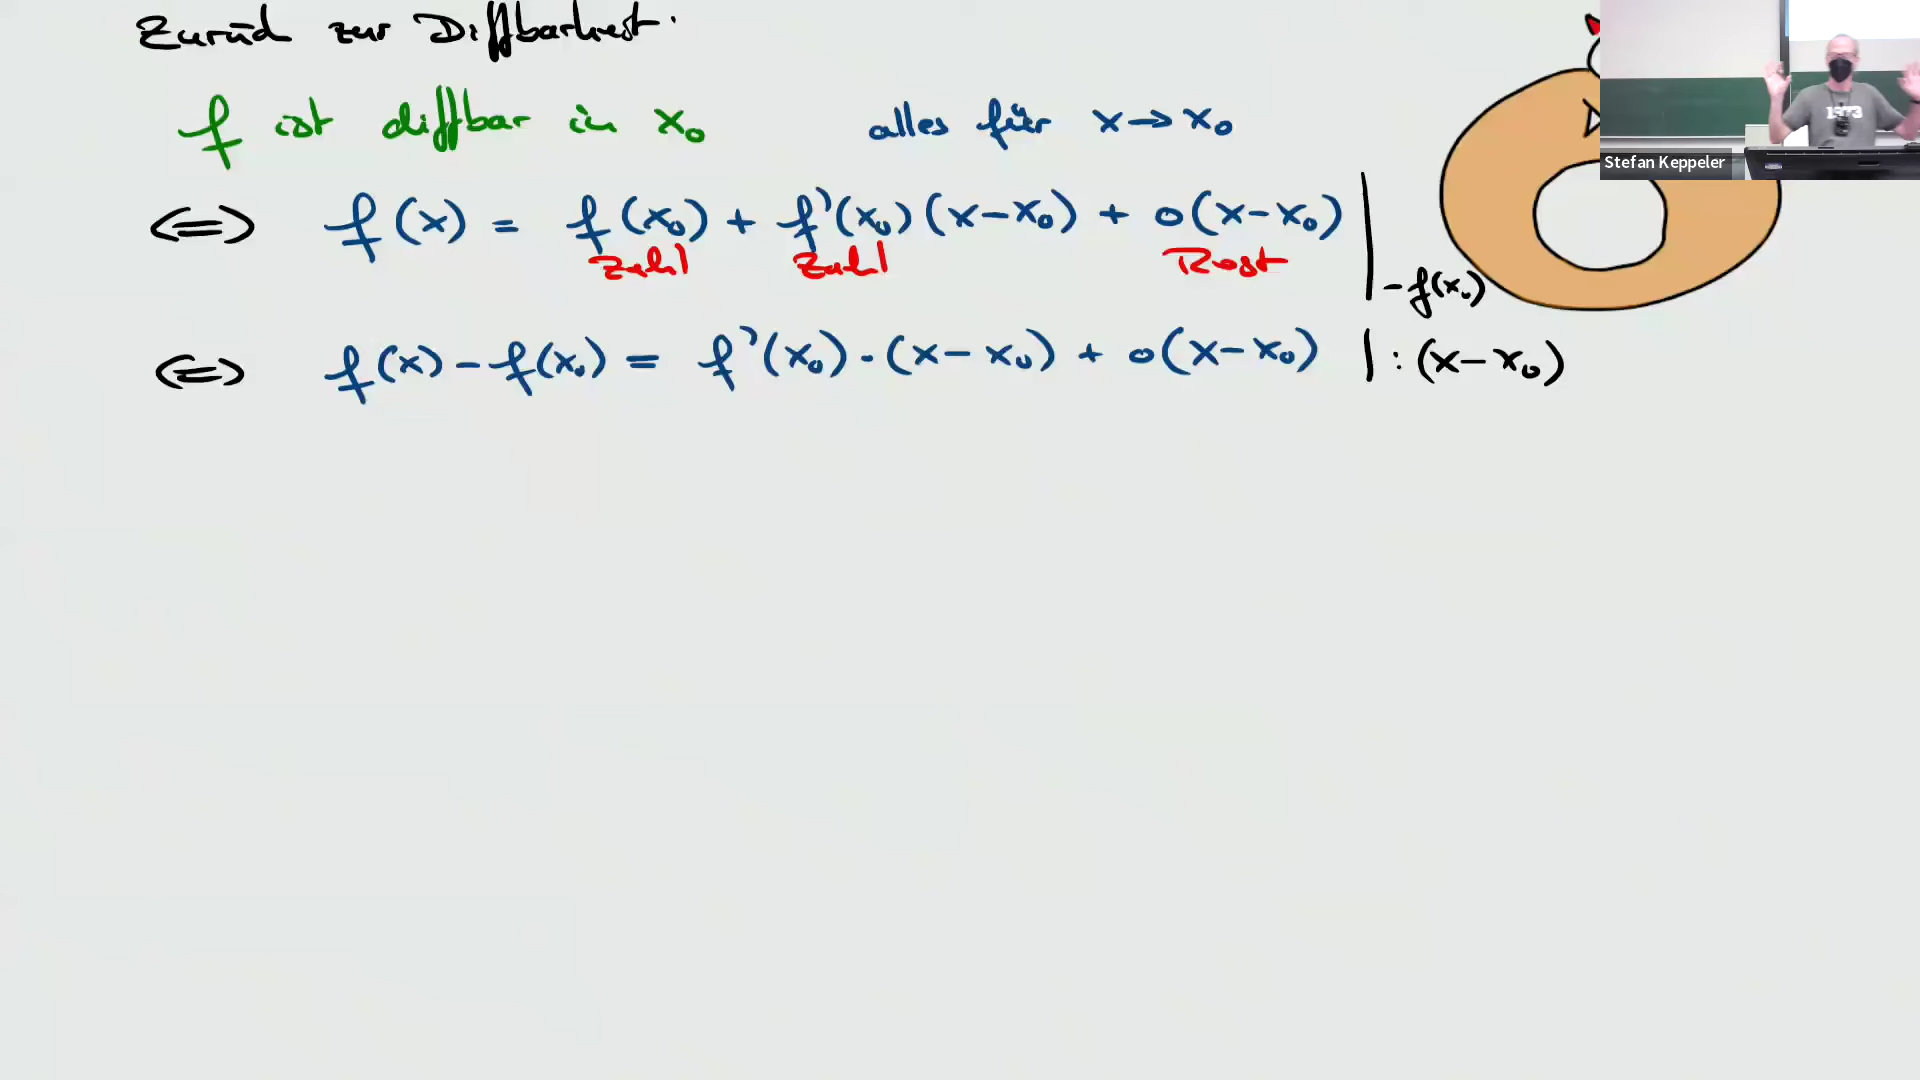 Zurück zur Diffbarkeit:
f ist diffbar in x₀ alles für x → x₀
⇔ f(x) = f(x₀) + f'(x₀)(x−x₀) + o(x−x₀) | −f(x₀)
Zahl Zahl Rest
⇔ f(x) − f(x₀) = f'(x₀)·(x−x₀) + o(x−x₀) | : (x−x₀)
1973
Stefan Keppeler